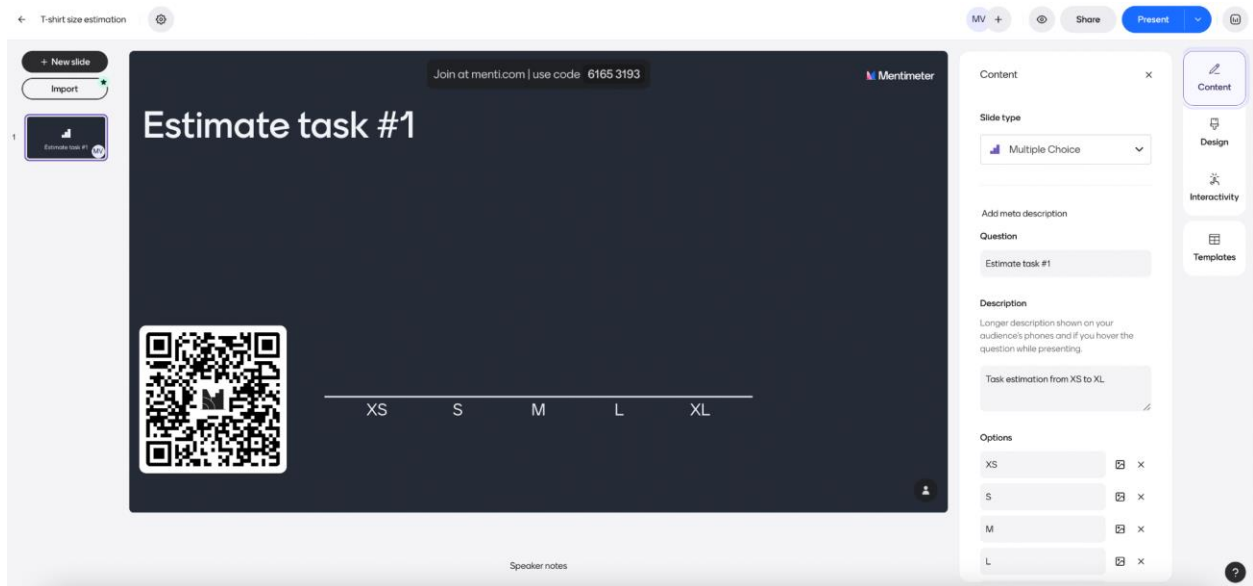 T-shirt size estimation
MV
Share
Present
+ New slide
Import
1
Estimate task #1
MV
Join at menti.com | use code 6165 3193
Mentimeter
Estimate task #1
XS S M L XL
Speaker notes
Content
Slide type
Multiple Choice
Add meta description
Question
Estimate task #1
Description
Longer description shown on your
audience's phones and if you hover the
question while presenting.
Task estimation from XS to XL
Options
XS
S
M
L
Content
Design
Interactivity
Templates
?